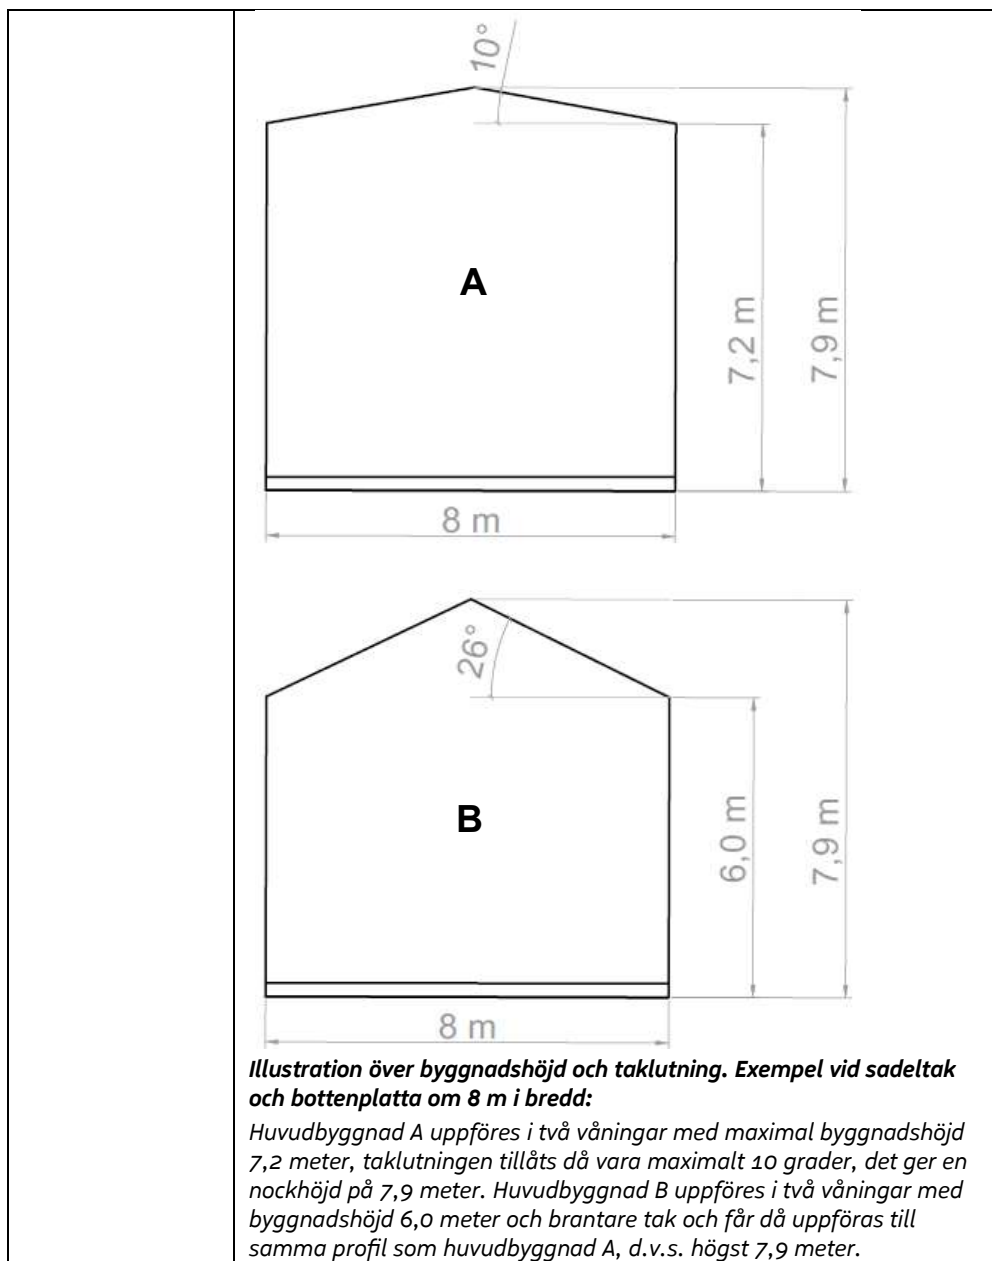 10°
A
7,2 m
7,9 m
8 m
26°
B
6,0 m
7,9 m
8 m
Illustration över byggnadshöjd och taklutning. Exempel vid sadeltak
och bottenplatta om 8 m i bredd:
Huvudbyggnad A uppföres i två våningar med maximal byggnadshöjd
7,2 meter, taklutningen tillåts då vara maximalt 10 grader, det ger en
nockhöjd på 7,9 meter. Huvudbyggnad B uppföres i två våningar med
byggnadshöjd 6,0 meter och brantare tak och får då uppföras till
samma profil som huvudbyggnad A, d.v.s. högst 7,9 meter.